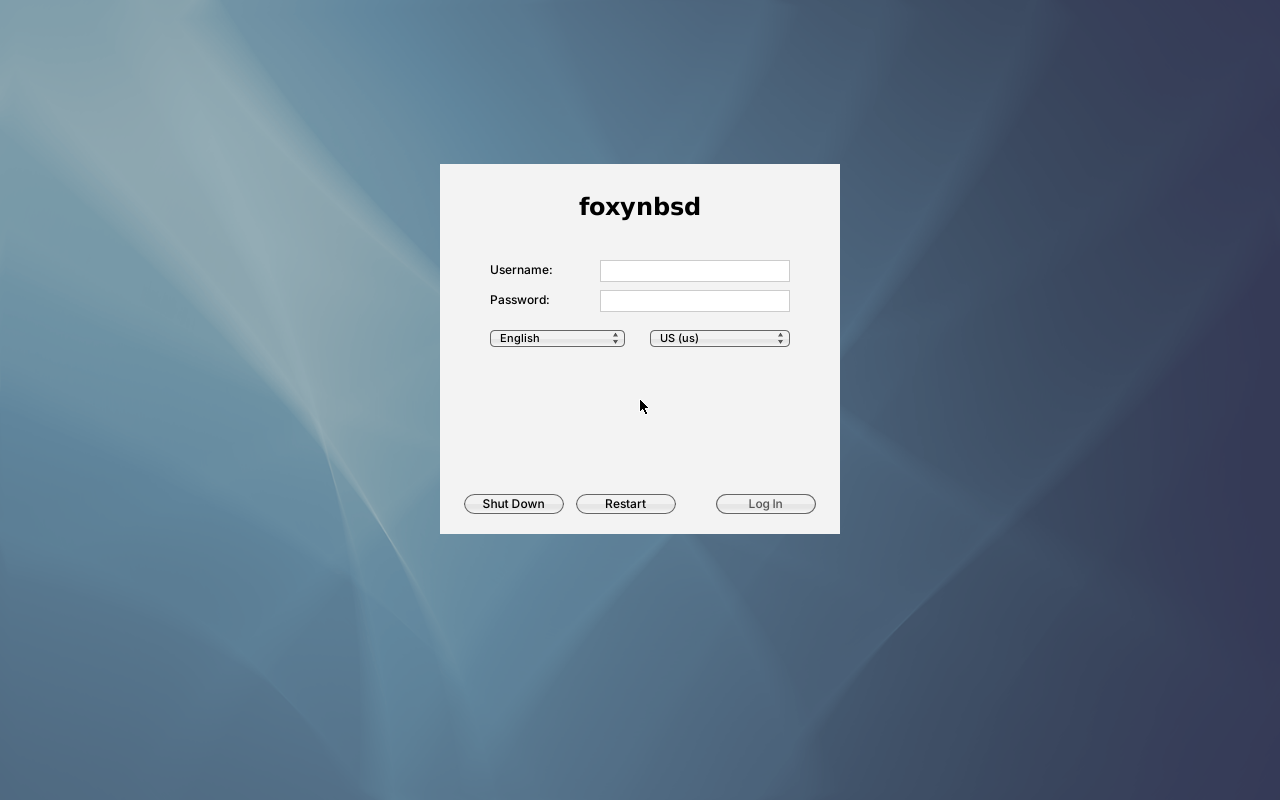 foxynbsd
Username:
Password:
English US (us)
Shut Down Restart Log In